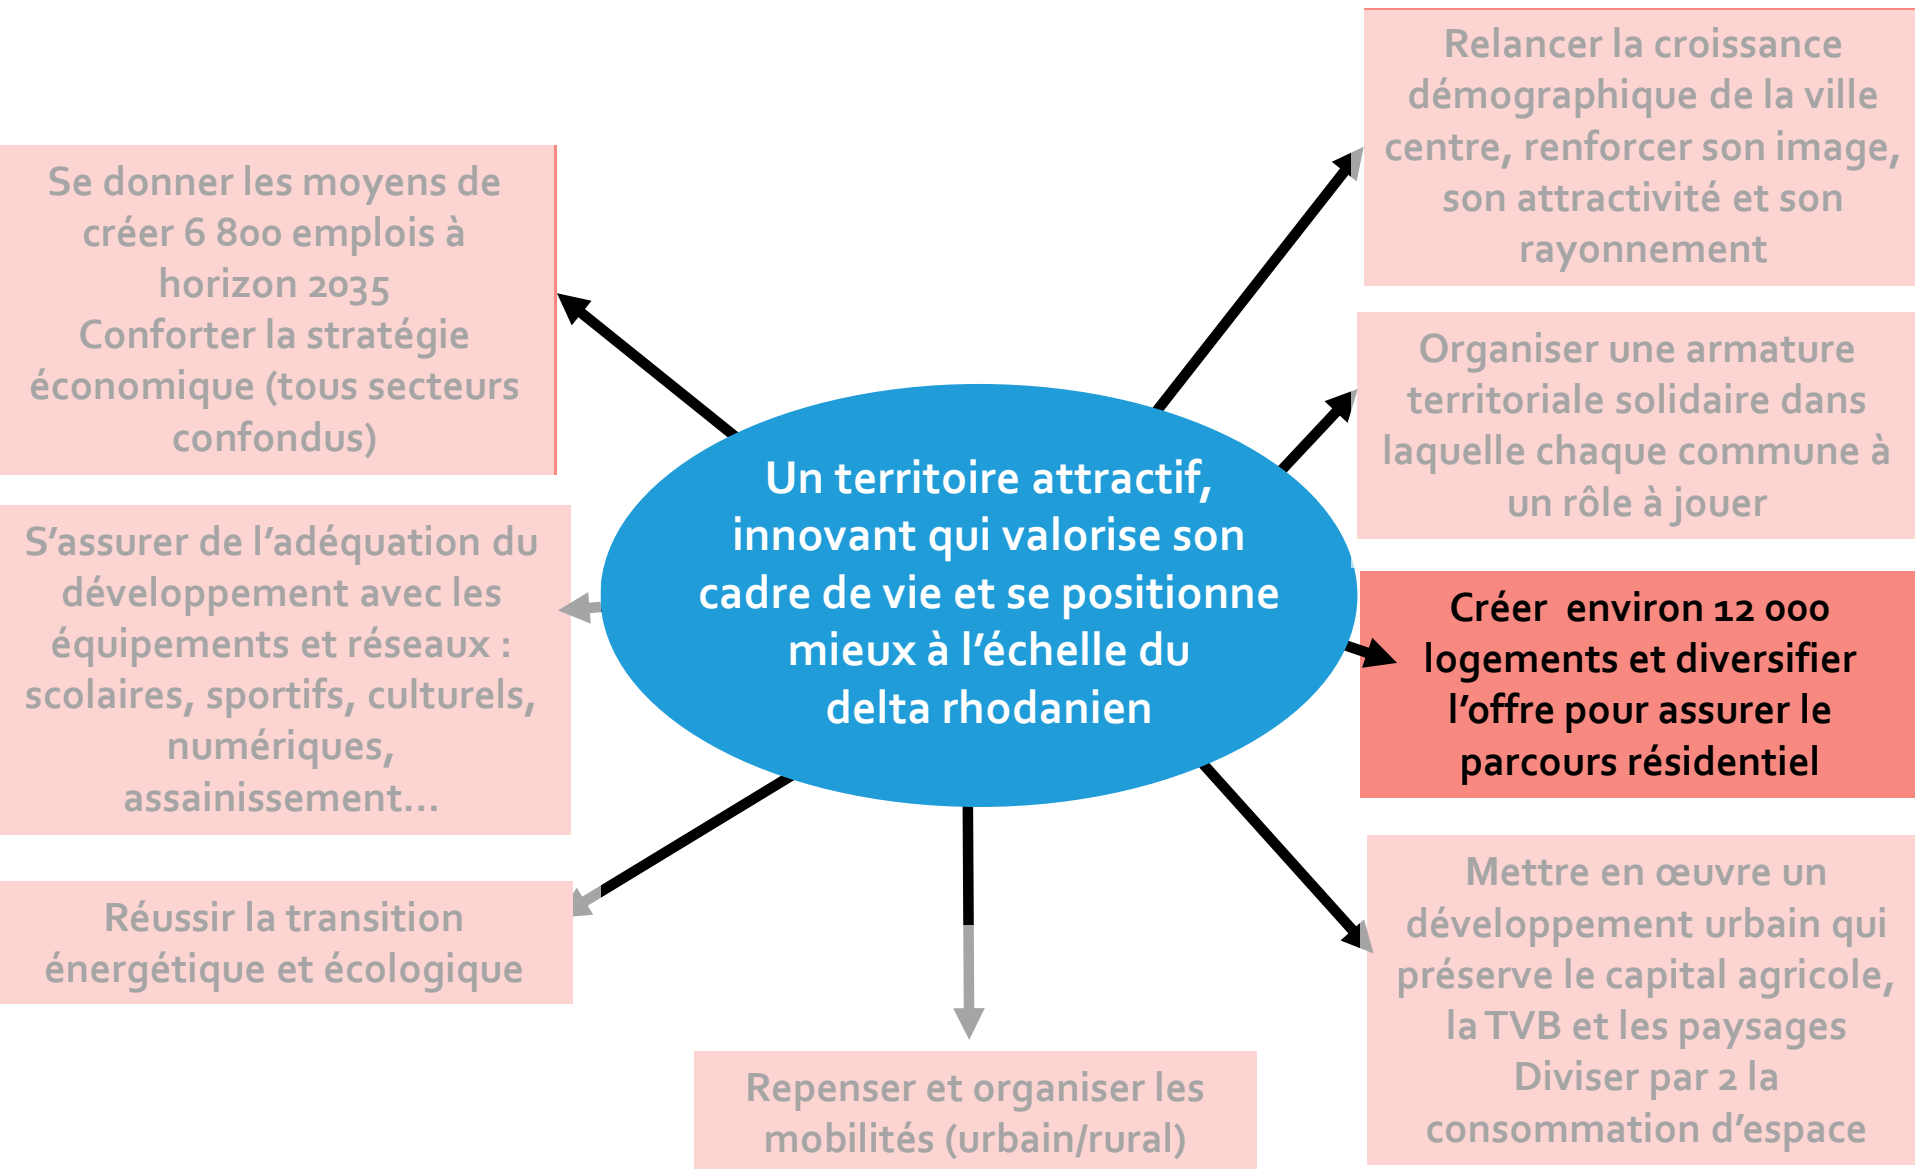 Relancer la croissance
démographique de la ville
centre, renforcer son image,
son attractivité et son
rayonnement
Se donner les moyens de
créer 6 800 emplois à
horizon 2035
Conforter la stratégie
économique (tous secteurs
confondus)
Organiser une armature
territoriale solidaire dans
laquelle chaque commune à
un rôle à jouer
Un territoire attractif,
innovant qui valorise son
cadre de vie et se positionne
mieux à l’échelle du
delta rhodanien
S’assurer de l’adéquation du
développement avec les
équipements et réseaux :
scolaires, sportifs, culturels,
numériques,
assainissement…
Créer  environ 12 000
logements et diversifier
l’offre pour assurer le
parcours résidentiel
Réussir la transition
énergétique et écologique
Mettre en œuvre un
développement urbain qui
préserve le capital agricole,
la TVB et les paysages
Diviser par 2 la
consommation d’espace
Repenser et organiser les
mobilités (urbain/rural)